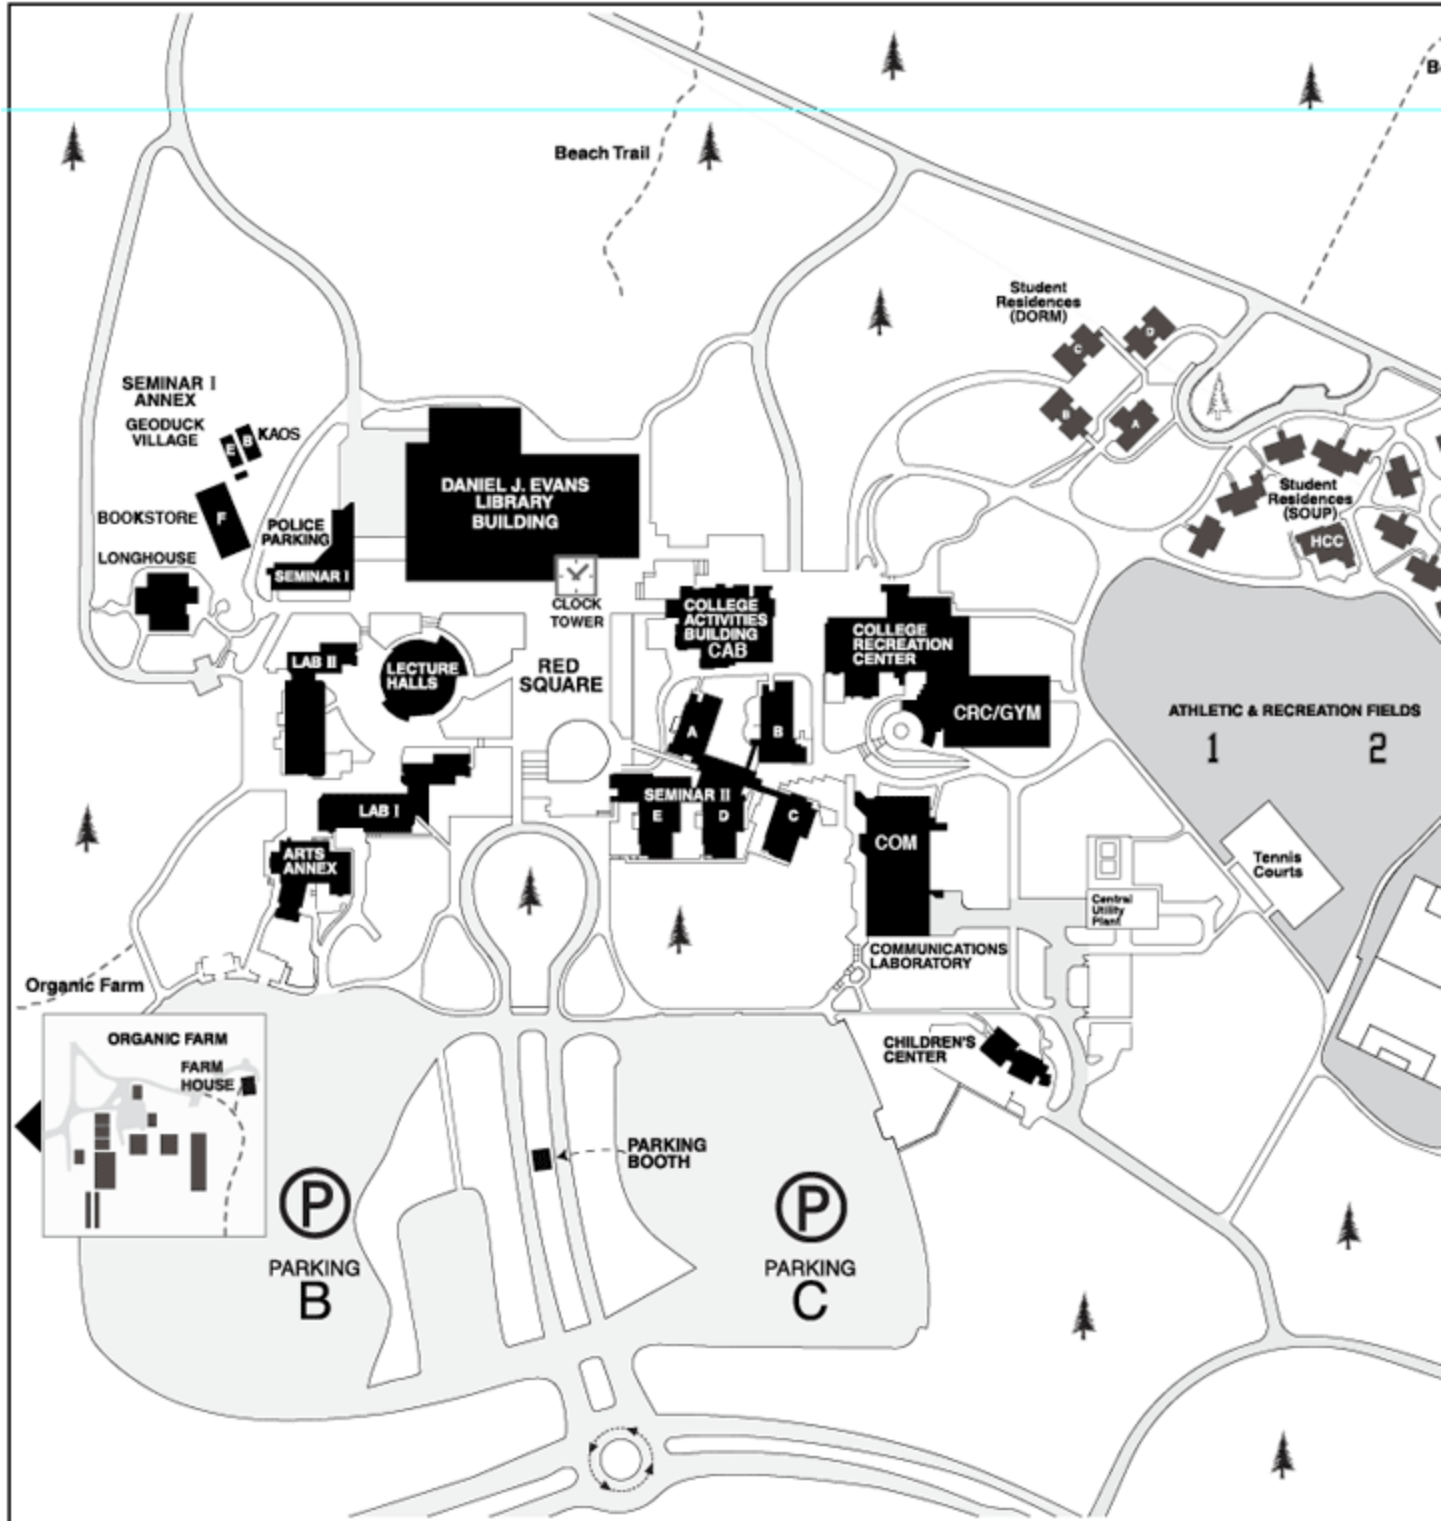 B
Beach Trail
Student
Residences
(DORM)
D
C
B
A
SEMINAR I
ANNEX
GEODUCK
VILLAGE
KAOS
B
E
BOOKSTORE
F
POLICE
PARKING
LONGHOUSE
SEMINAR I
DANIEL J. EVANS
LIBRARY
BUILDING
CLOCK
TOWER
Student
Residences
(SOUP)
HCC
COLLEGE
ACTIVITIES
BUILDING
CAB
COLLEGE
RECREATION
CENTER
CRC/GYM
LAB II
LECTURE
HALLS
RED
SQUARE
A
B
ATHLETIC & RECREATION FIELDS
1
2
SEMINAR II
E
D
C
LAB I
COM
ARTS
ANNEX
Tennis
Courts
Central
Utility
Plant
COMMUNICATIONS
LABORATORY
Organic Farm
ORGANIC FARM
FARM
HOUSE
CHILDREN'S
CENTER
PARKING
BOOTH
P
PARKING
B
P
PARKING
C